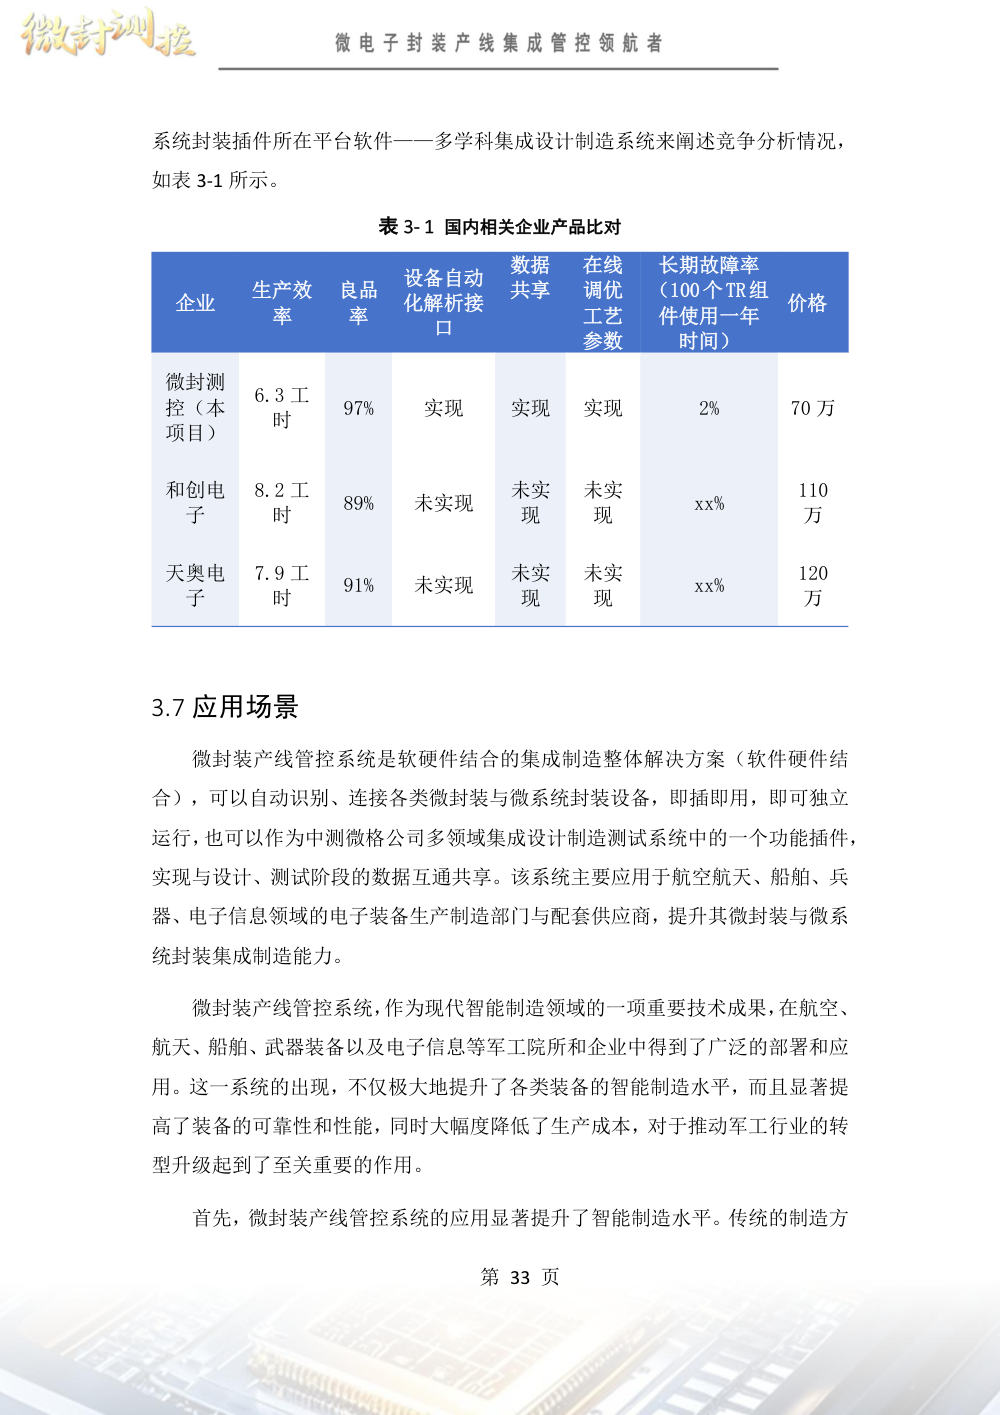 微封测控
微电子封装产线集成管控领航者
系统封装插件所在平台软件——多学科集成设计制造系统来阐述竞争分析情况，
如表 3-1 所示。
表 3- 1 国内相关企业产品比对
企业 生产效率 良品率 设备自动化解析接口 数据共享 在线调优工艺参数 长期故障率（100 个 TR 组件使用一年时间） 价格
微封测控（本项目） 6.3 工时 97% 实现 实现 实现 2% 70 万
和创电子 8.2 工时 89% 未实现 未实现 未实现 xx% 110 万
天奥电子 7.9 工时 91% 未实现 未实现 未实现 xx% 120 万
3.7 应用场景
微封装产线管控系统是软硬件结合的集成制造整体解决方案（软件硬件结
合），可以自动识别、连接各类微封装与微系统封装设备，即插即用，即可独立
运行，也可以作为中测微格公司多领域集成设计制造测试系统中的一个功能插件，
实现与设计、测试阶段的数据互通共享。该系统主要应用于航空航天、船舶、兵
器、电子信息领域的电子装备生产制造部门与配套供应商，提升其微封装与微系
统封装集成制造能力。
微封装产线管控系统，作为现代智能制造领域的一项重要技术成果，在航空、
航天、船舶、武器装备以及电子信息等军工院所和企业中得到了广泛的部署和应
用。这一系统的出现，不仅极大地提升了各类装备的智能制造水平，而且显著提
高了装备的可靠性和性能，同时大幅度降低了生产成本，对于推动军工行业的转
型升级起到了至关重要的作用。
首先，微封装产线管控系统的应用显著提升了智能制造水平。传统的制造方
第 33 页